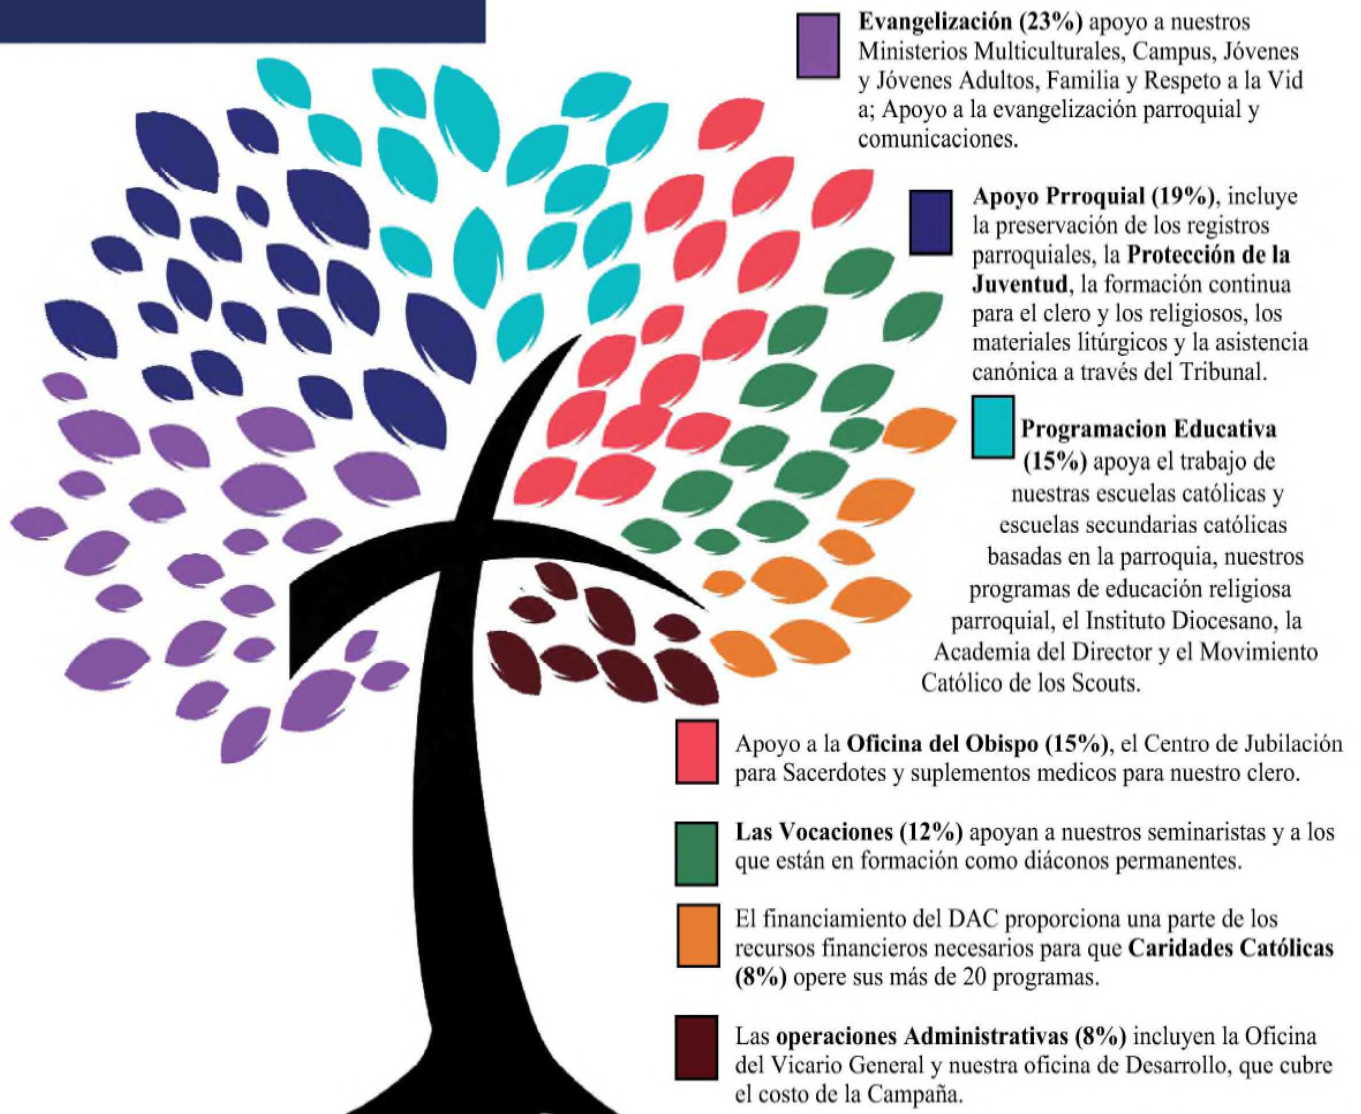 Evangelización (23%) apoyo a nuestros
Ministerios Multiculturales, Campus, Jóvenes
y Jóvenes Adultos, Familia y Respeto a la Vid
a; Apoyo a la evangelización parroquial y
comunicaciones.
Apoyo Prroquial (19%), incluye
la preservación de los registros
parroquiales, la Protección de la
Juventud, la formación continua
para el clero y los religiosos, los
materiales litúrgicos y la asistencia
canónica a través del Tribunal.
Programacion Educativa
(15%) apoya el trabajo de
nuestras escuelas católicas y
escuelas secundarias católicas
basadas en la parroquia, nuestros
programas de educación religiosa
parroquial, el Instituto Diocesano, la
Academia del Director y el Movimiento
Católico de los Scouts.
Apoyo a la Oficina del Obispo (15%), el Centro de Jubilación
para Sacerdotes y suplementos medicos para nuestro clero.
Las Vocaciones (12%) apoyan a nuestros seminaristas y a los
que están en formación como diáconos permanentes.
El financiamiento del DAC proporciona una parte de los
recursos financieros necesarios para que Caridades Católicas
(8%) opere sus más de 20 programas.
Las operaciones Administrativas (8%) incluyen la Oficina
del Vicario General y nuestra oficina de Desarrollo, que cubre
el costo de la Campaña.